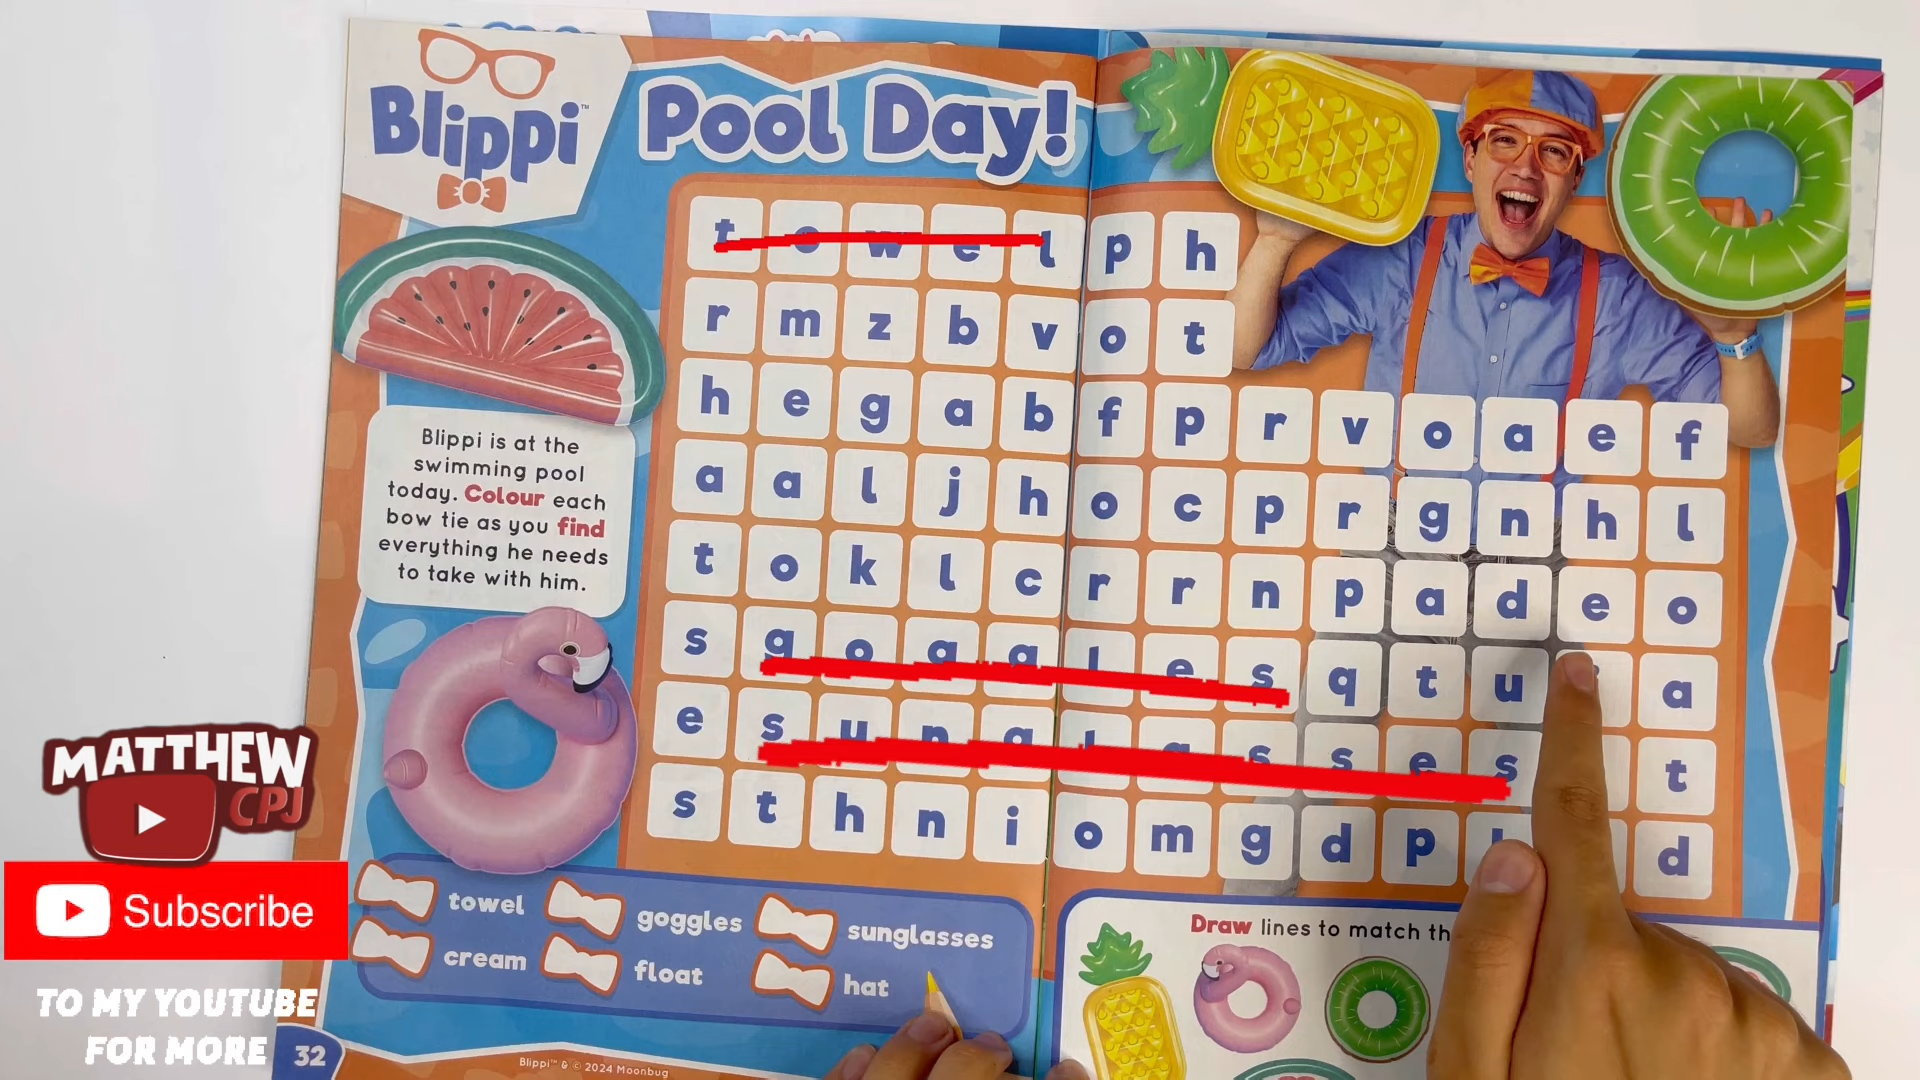 Blippi™
Pool Day!
t o w e l p h
r m z b v o t
h e g a b f p r v o a e f
a a l j h o c p r g n h l
t o k l c r r n p a d e o
s g o g g l e s q t u a
e s u n g l a s s e s t
s t h n i o m g d p d
Blippi is at the
swimming pool
today. Colour each
bow tie as you find
everything he needs
to take with him.
towel goggles sunglasses
cream float hat
Draw lines to match th
32
Blippi™ & © 2024 Moonbug
MATTHEW
CPJ
Subscribe
TO MY YOUTUBE
FOR MORE